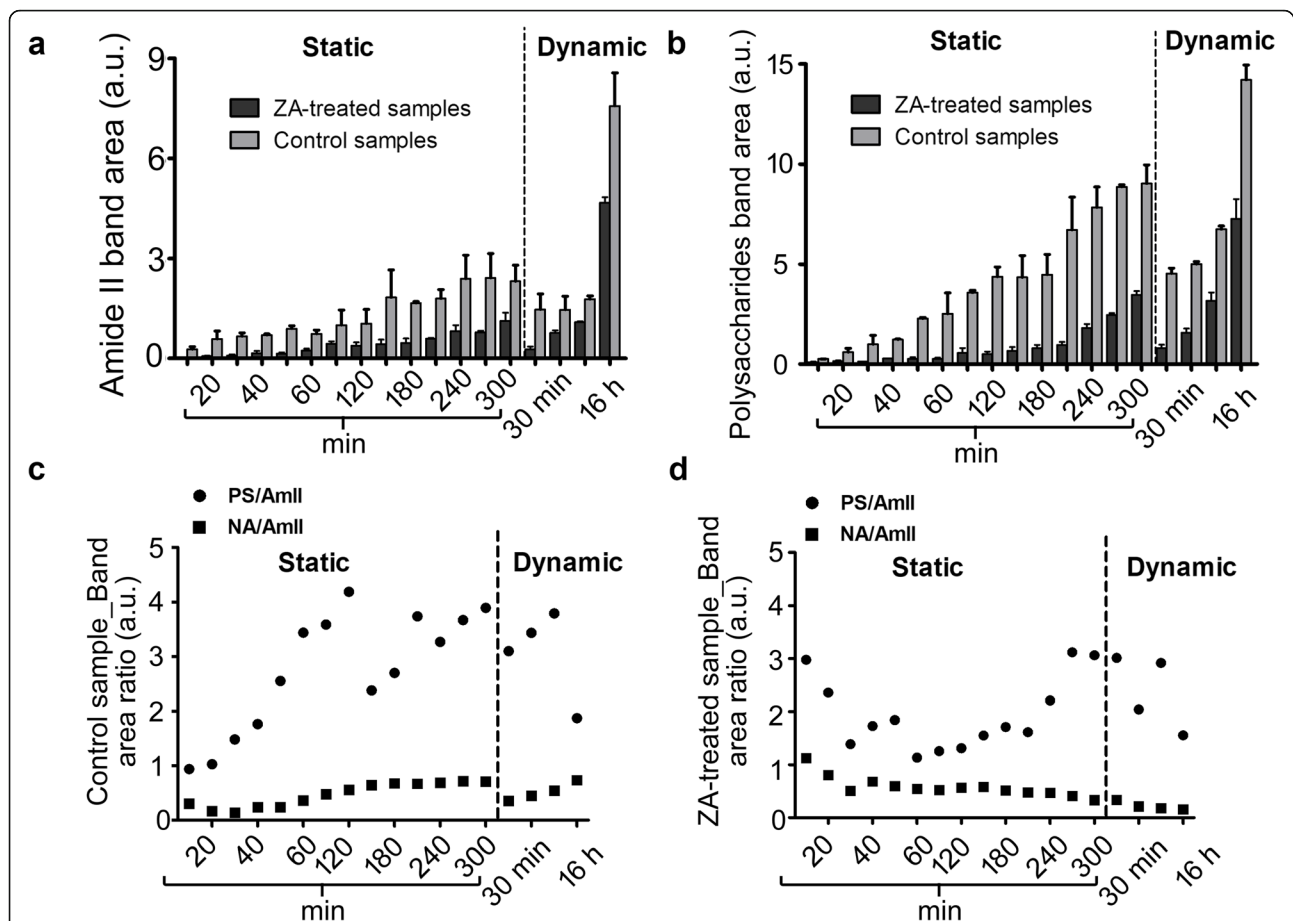 a
Static
Dynamic
Amide II band area (a.u.)
9
6
3
0
ZA-treated samples
Control samples
20
40
60
120
180
240
300
30 min
16 h
min
b
Static
Dynamic
Polysaccharides band area (a.u.)
15
10
5
0
ZA-treated samples
Control samples
20
40
60
120
180
240
300
30 min
16 h
min
c
PS/AmII
NA/AmII
Static
Dynamic
Control sample_Band
area ratio (a.u.)
5
4
3
2
1
0
20
40
60
120
180
240
300
30 min
16 h
min
d
PS/AmII
NA/AmII
Static
Dynamic
ZA-treated sample_Band
area ratio (a.u.)
5
4
3
2
1
0
20
40
60
120
180
240
300
30 min
16 h
min